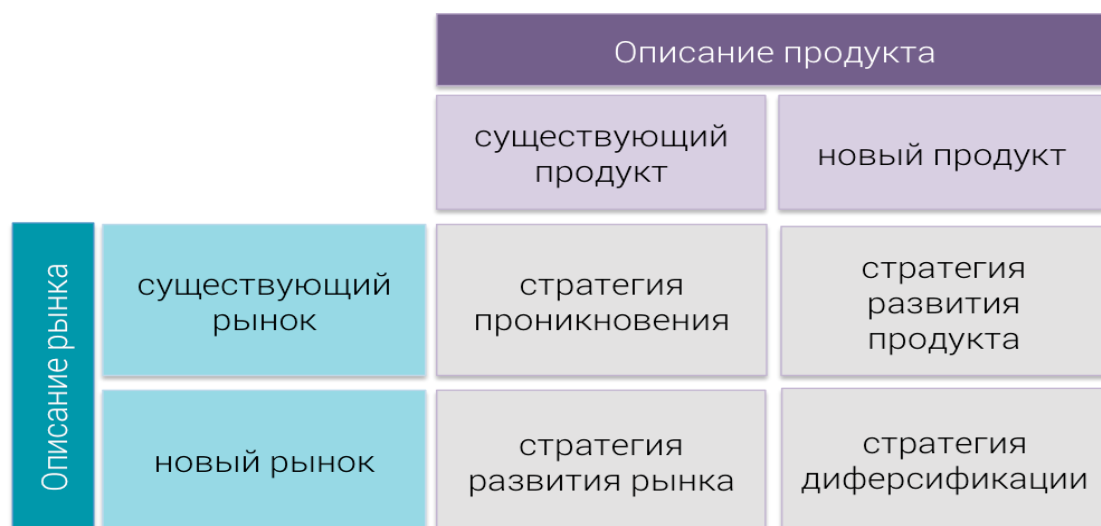 Описание продукта
существующий
продукт
новый продукт
Описание рынка
существующий
рынок
стратегия
проникновения
стратегия
развития
продукта
новый рынок
стратегия
развития рынка
стратегия
диферсификации